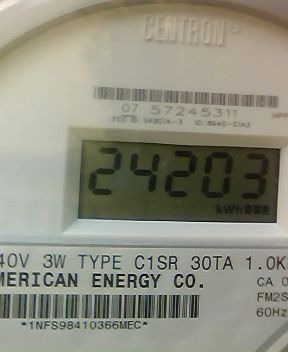 CENTRON®
07 57245311
24203
kWh
40V 3W TYPE C1SR 30TA 1.0K
MERICAN ENERGY CO.
CA 0
FM2S
60Hz
*1NFS98410366MEC*